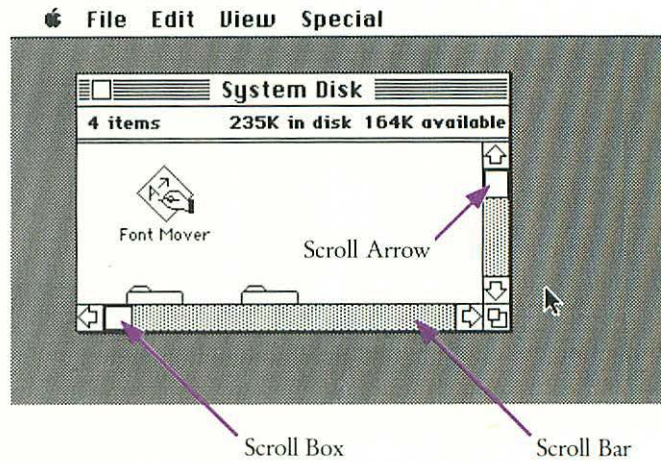 File Edit View Special
System Disk
4 items 235K in disk 164K available
Font Mover
Scroll Arrow
Scroll Box
Scroll Bar